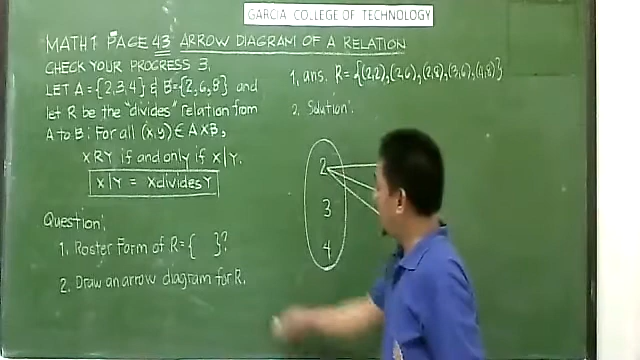 GARCIA COLLEGE OF TECHNOLOGY
MATH 1 PAGE 43 ARROW DIAGRAM OF A RELATION
CHECK YOUR PROGRESS 3.
LET A = {2,3,4} & B = {2,6,8} and
let R be the "divides" relation from
A to B; For all (x,y) ∈ AXB,
xRY if and only if x|Y.
x|Y = XdividesY
Question:
1. Roster Form of R = { }?
2. Draw an arrow diagram for R.
1. ans. R = {(2,2),(2,6),(2,8),(3,6),(4,8)}
2. Solution:
2
3
4